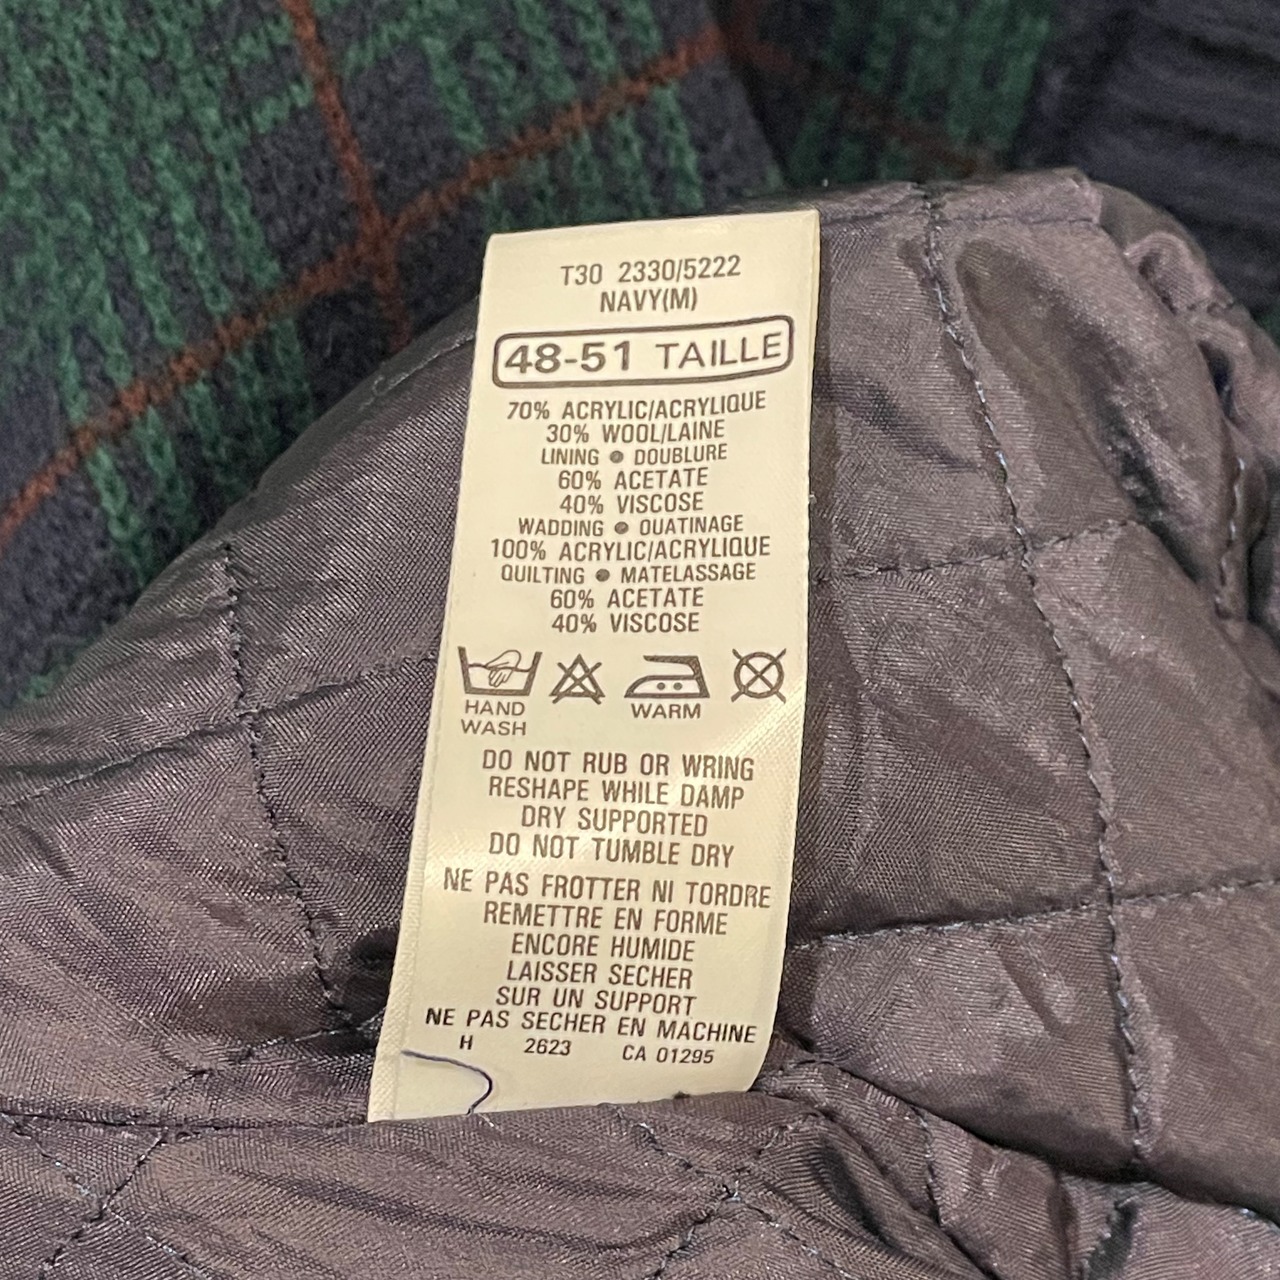 T30 2330/5222
NAVY(M)
48-51 TAILLE
70% ACRYLIC/ACRYLIQUE
30% WOOL/LAINE
LINING ● DOUBLURE
60% ACETATE
40% VISCOSE
WADDING ● OUATINAGE
100% ACRYLIC/ACRYLIQUE
QUILTING ● MATELASSAGE
60% ACETATE
40% VISCOSE
HAND WASH
WARM
DO NOT RUB OR WRING
RESHAPE WHILE DAMP
DRY SUPPORTED
DO NOT TUMBLE DRY
NE PAS FROTTER NI TORDRE
REMETTRE EN FORME
ENCORE HUMIDE
LAISSER SECHER
SUR UN SUPPORT
NE PAS SECHER EN MACHINE
H 2623 CA 01295